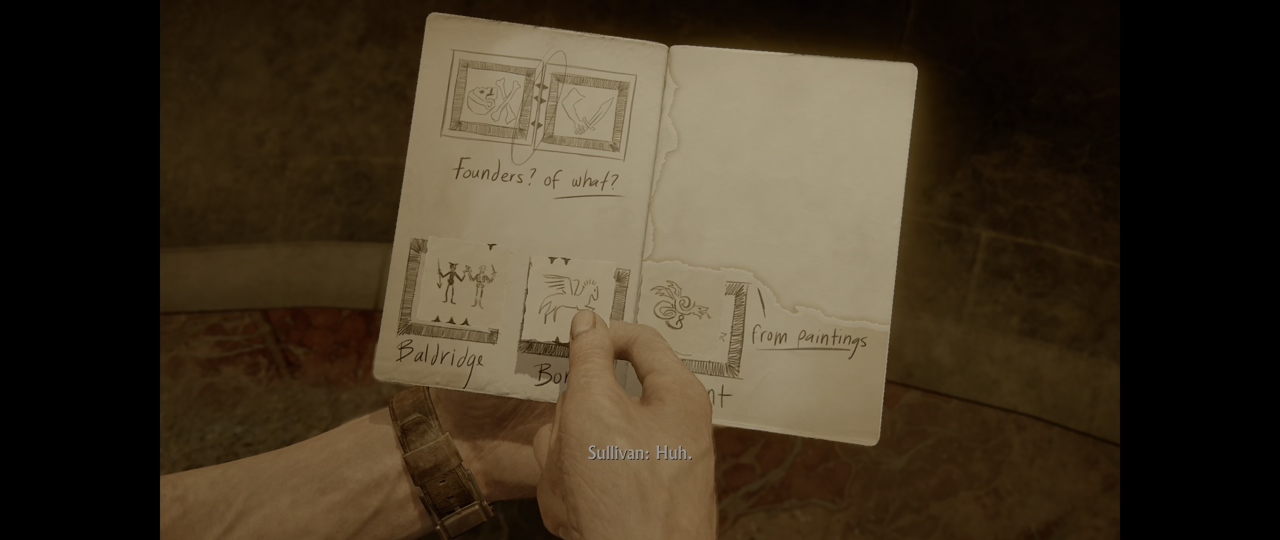 Founders? of what?
Baldridge
from paintings
Sullivan: Huh.